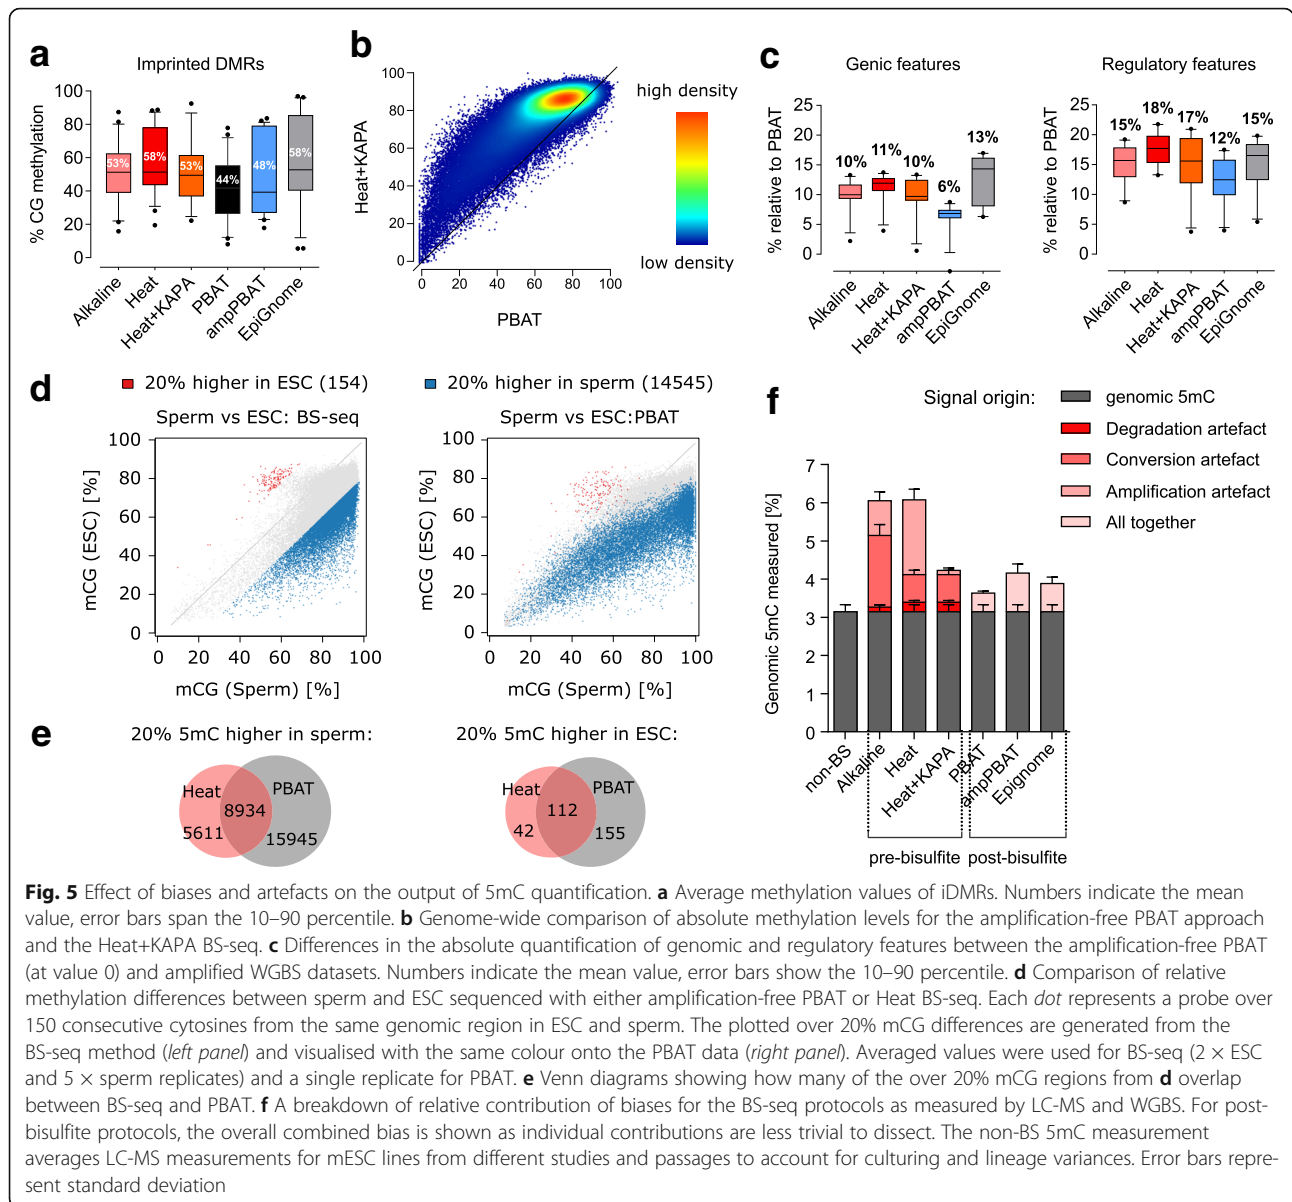 a
Imprinted DMRs
% CG methylation
100
80
60
40
20
0
53%
58%
53%
44%
48%
58%
Alkaline
Heat
Heat+KAPA
PBAT
ampPBAT
EpiGnome
b
Heat+KAPA
100
80
60
40
20
0
0 20 40 60 80 100
PBAT
high density
low density
c
Genic features
% relative to PBAT
25
20
15
10
5
0
10%
11%
10%
6%
13%
Alkaline
Heat
Heat+KAPA
ampPBAT
EpiGnome
Regulatory features
% relative to PBAT
25
20
15
10
5
0
15%
18%
17%
12%
15%
Alkaline
Heat
Heat+KAPA
ampPBAT
EpiGnome
d
20% higher in ESC (154)
20% higher in sperm (14545)
Sperm vs ESC: BS-seq
mCG (ESC) [%]
100
80
60
40
20
0
0 20 40 60 80 100
mCG (Sperm) [%]
Sperm vs ESC:PBAT
mCG (ESC) [%]
100
80
60
40
20
0
0 20 40 60 80 100
mCG (Sperm) [%]
e
20% 5mC higher in sperm:
Heat
PBAT
5611
8934
15945
20% 5mC higher in ESC:
Heat
PBAT
42
112
155
f
Signal origin:
genomic 5mC
Degradation artefact
Conversion artefact
Amplification artefact
All together
Genomic 5mC measured [%]
7
6
5
4
3
2
1
0
non-BS
Alkaline
Heat
Heat+KAPA
PBAT
ampPBAT
Epignome
pre-bisulfite
post-bisulfite
Fig. 5 Effect of biases and artefacts on the output of 5mC quantification. a Average methylation values of iDMRs. Numbers indicate the mean
value, error bars span the 10–90 percentile. b Genome-wide comparison of absolute methylation levels for the amplification-free PBAT approach
and the Heat+KAPA BS-seq. c Differences in the absolute quantification of genomic and regulatory features between the amplification-free PBAT
(at value 0) and amplified WGBS datasets. Numbers indicate the mean value, error bars show the 10–90 percentile. d Comparison of relative
methylation differences between sperm and ESC sequenced with either amplification-free PBAT or Heat BS-seq. Each dot represents a probe over
150 consecutive cytosines from the same genomic region in ESC and sperm. The plotted over 20% mCG differences are generated from the
BS-seq method (left panel) and visualised with the same colour onto the PBAT data (right panel). Averaged values were used for BS-seq (2 × ESC
and 5 × sperm replicates) and a single replicate for PBAT. e Venn diagrams showing how many of the over 20% mCG regions from d overlap
between BS-seq and PBAT. f A breakdown of relative contribution of biases for the BS-seq protocols as measured by LC-MS and WGBS. For post-
bisulfite protocols, the overall combined bias is shown as individual contributions are less trivial to dissect. The non-BS 5mC measurement
averages LC-MS measurements for mESC lines from different studies and passages to account for culturing and lineage variances. Error bars repre-
sent standard deviation